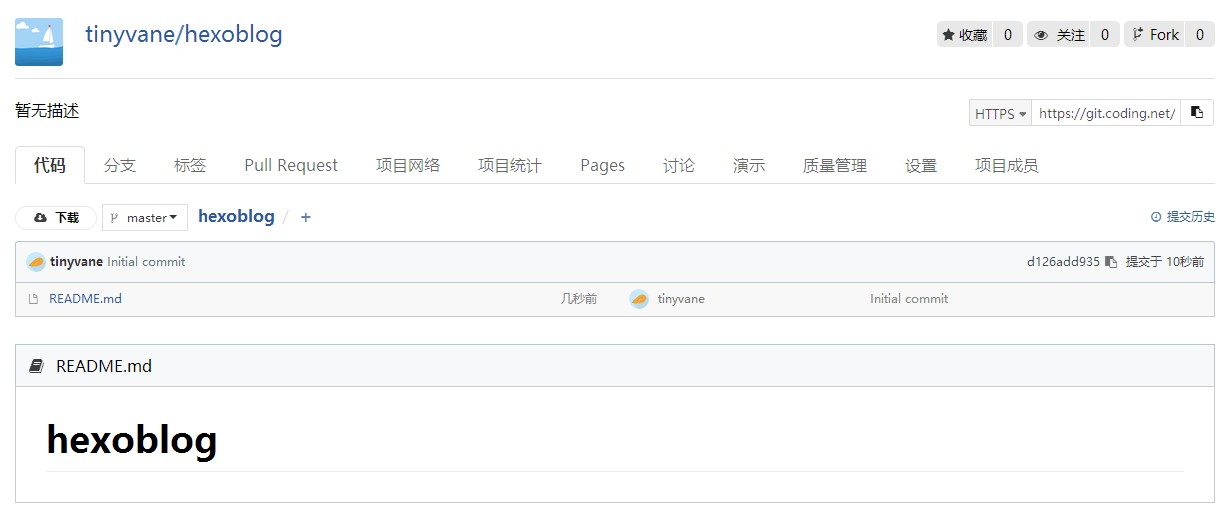 tinyvane/hexoblog
收藏 0 关注 0 Fork 0
暂无描述
HTTPS https://git.coding.net/
代码 分支 标签 Pull Request 项目网络 项目统计 Pages 讨论 演示 质量管理 设置 项目成员
下载 master hexoblog / + 提交历史
tinyvane Initial commit d126add935 提交于 10秒前
README.md 几秒前 tinyvane Initial commit
README.md
hexoblog